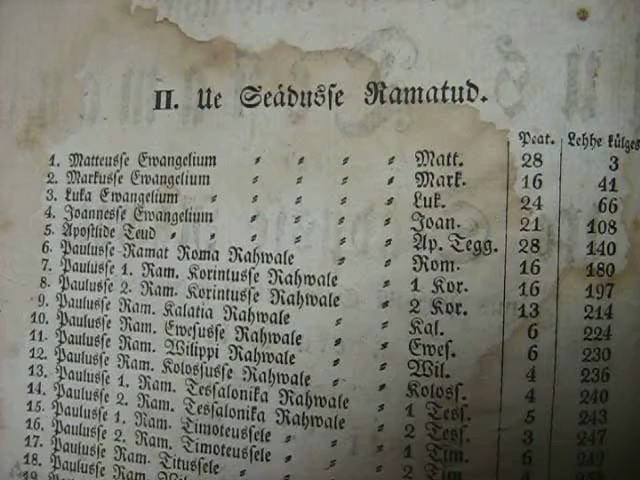 II. Ue Seädusse Ramatud.
Peat. Lehhe külges
1. Matteusse Ewangelium Matt. 28 3
2. Markusse Ewangelium Mark. 16 41
3. Luka Ewangelium Luk. 24 66
4. Joannesse Ewangelium Joan. 21 108
5. Apostlide Teud Ap. Tegg. 28 140
6. Paulusse Ramat Roma Rahwale Rom. 16 180
7. Paulusse 1. Ram. Korintusse Rahwale 1 Kor. 16 197
8. Paulusse 2. Ram. Korintusse Rahwale 2 Kor. 13 214
9. Paulusse Ram. Kalatia Rahwale Kal. 6 224
10. Paulusse Ram. Ewesusse Rahwale Ewes. 6 230
11. Paulusse Ram. Wilippi Rahwale Wil. 4 236
12. Paulusse Ram. Kolossusse Rahwale Koloss. 4 240
13. Paulusse 1. Ram. Tessalonika Rahwale 1 Tess. 5 243
14. Paulusse 2. Ram. Tessalonika Rahwale 2 Tess. 3 247
15. Paulusse 1. Ram. Timoteussele 1 Tim. 6
16. Paulusse 2. Ram. Timoteussele 2 Tim. 4
17. Paulusse Ram. Titussele
18. Paulusse Ram.
19.